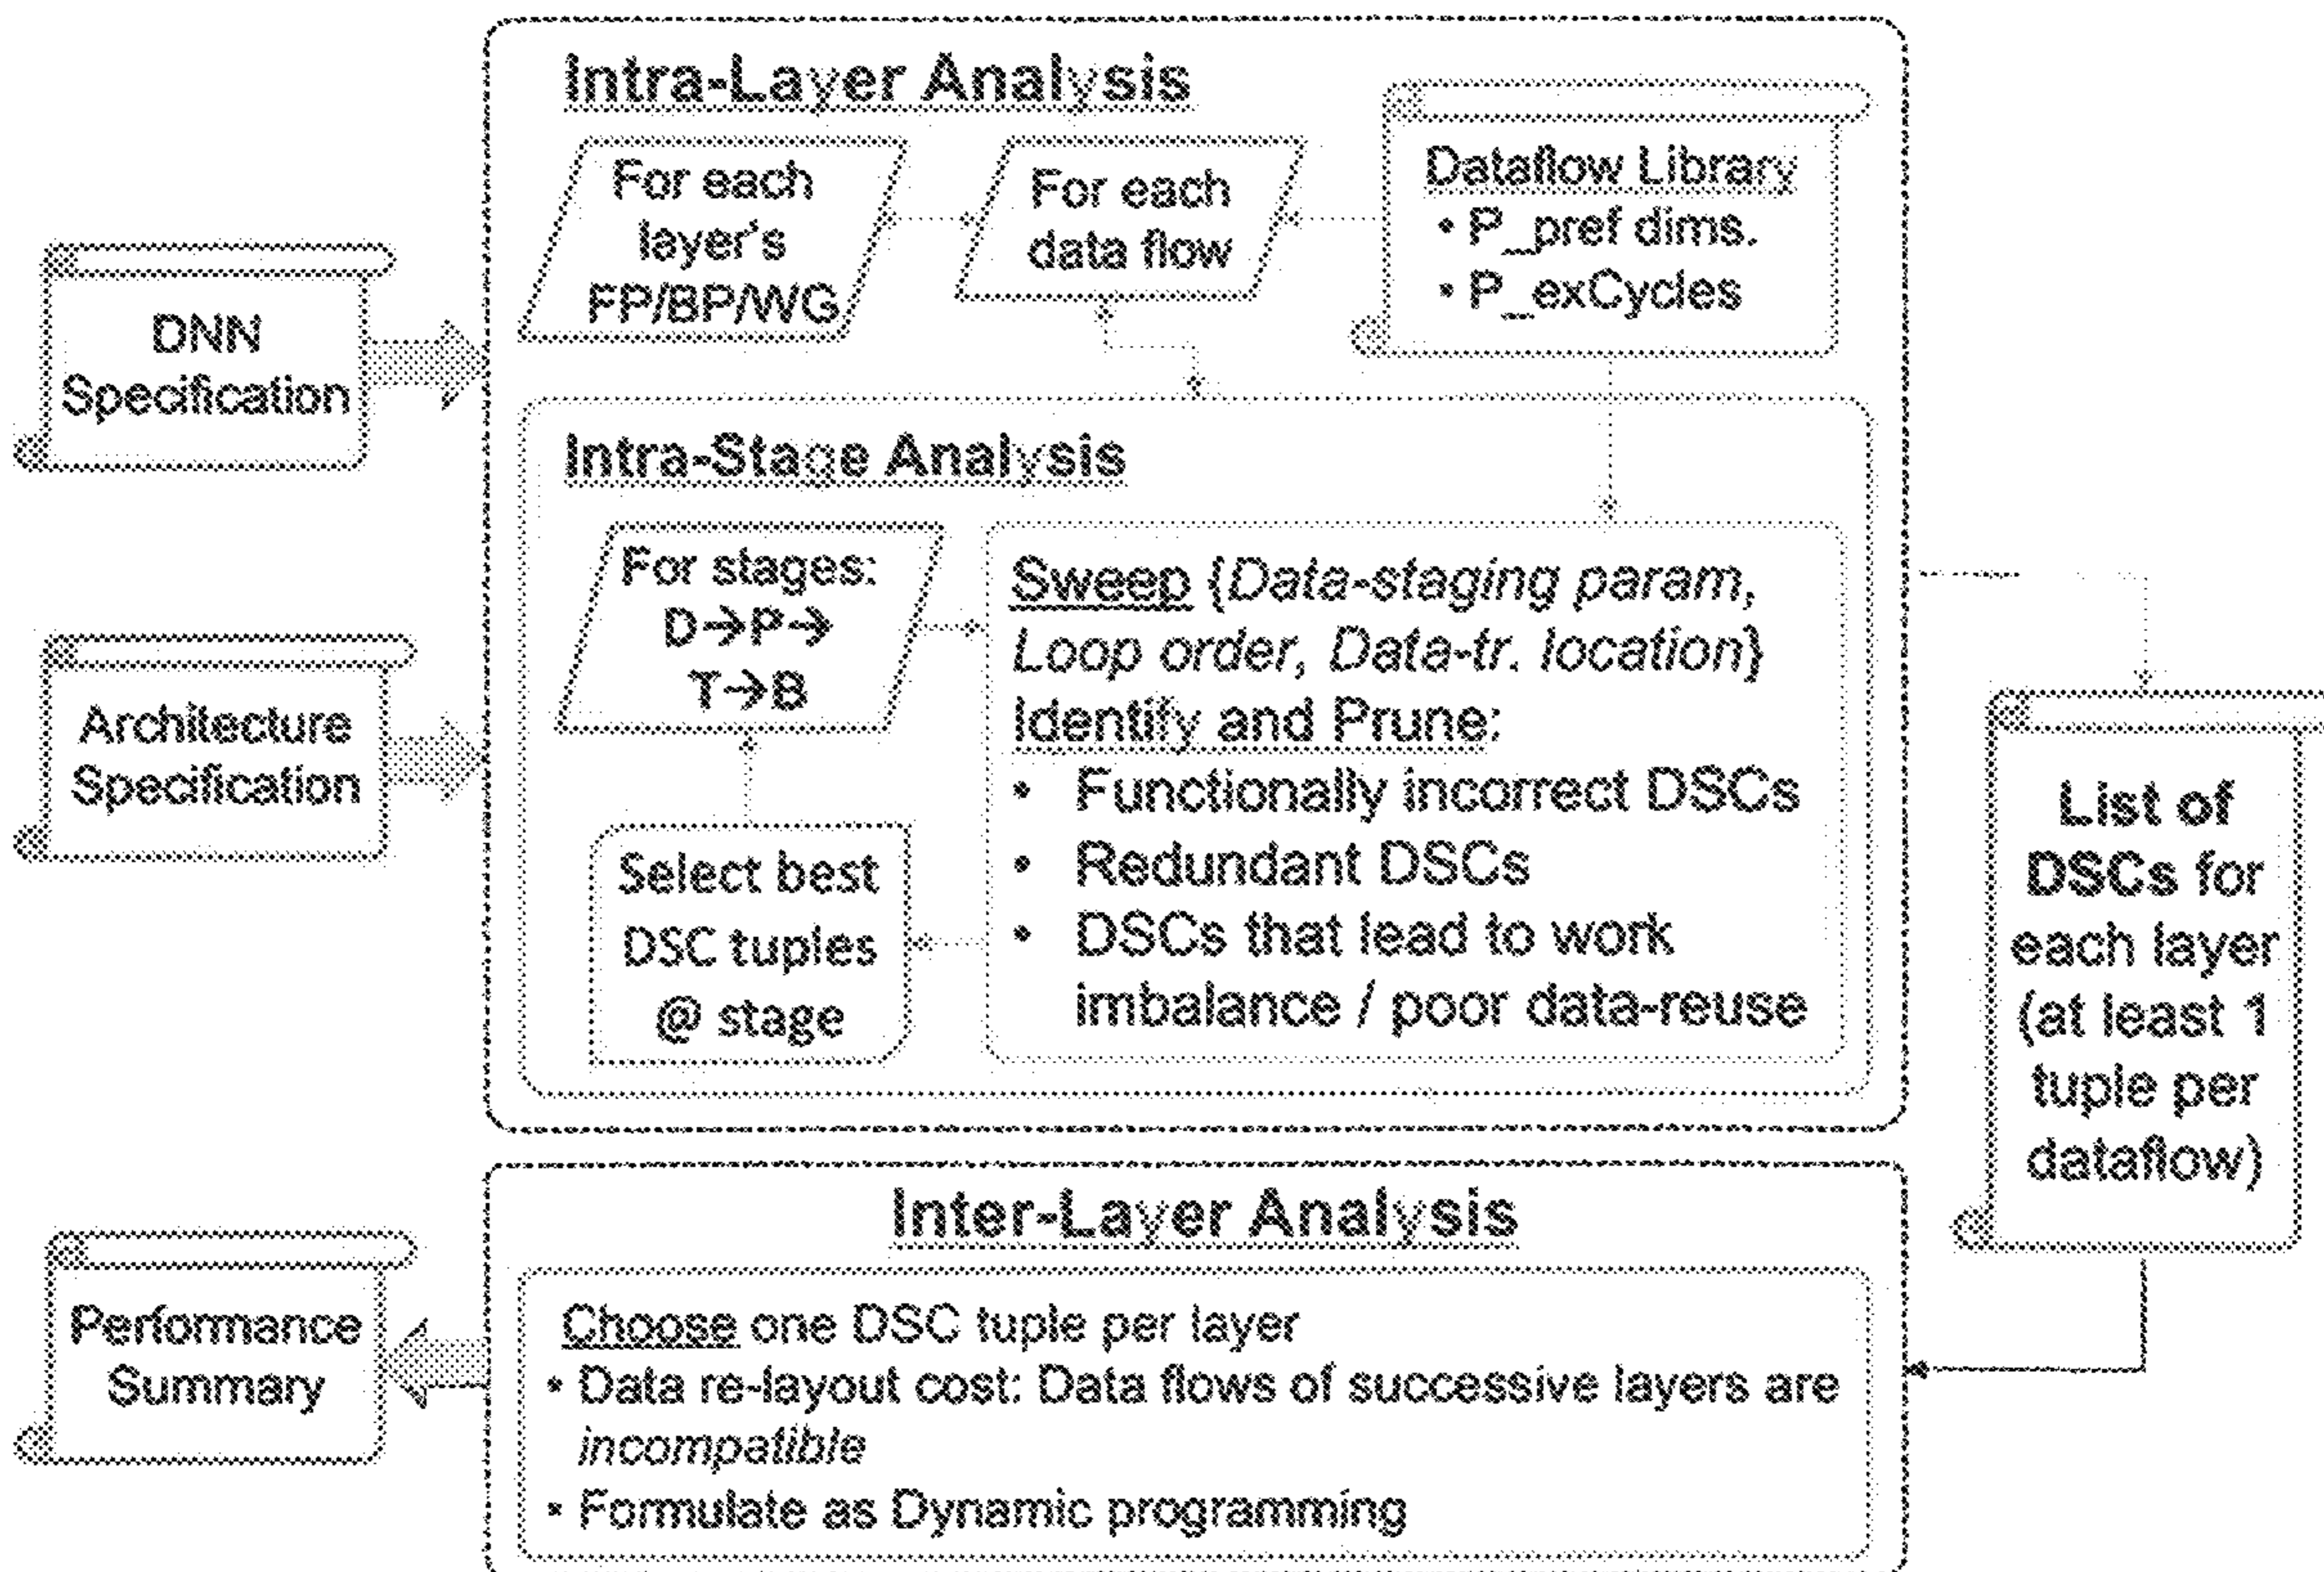 Intra-Layer Analysis
For each
layer's
FP/BP/WG
For each
data flow
Dataflow Library
• P_pref dims.
• P_exCycles
DNN
Specification
Architecture
Specification
Intra-Stage Analysis
For stages:
D→P→
T→B
Sweep {Data-staging param,
Loop order, Data-tr. location}
Identify and Prune:
• Functionally incorrect DSCs
• Redundant DSCs
• DSCs that lead to work
imbalance / poor data-reuse
Select best
DSC tuples
@ stage
List of
DSCs for
each layer
(at least 1
tuple per
dataflow)
Inter-Layer Analysis
Choose one DSC tuple per layer
• Data re-layout cost: Data flows of successive layers are
incompatible
• Formulate as Dynamic programming
Performance
Summary